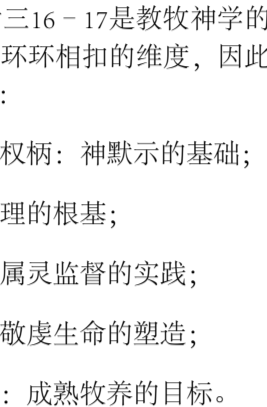 三16－17是教牧神学的
环环相扣的维度，因此
：
权柄：神默示的基础；
理的根基；
属灵监督的实践；
敬虔生命的塑造；
：成熟牧养的目标。